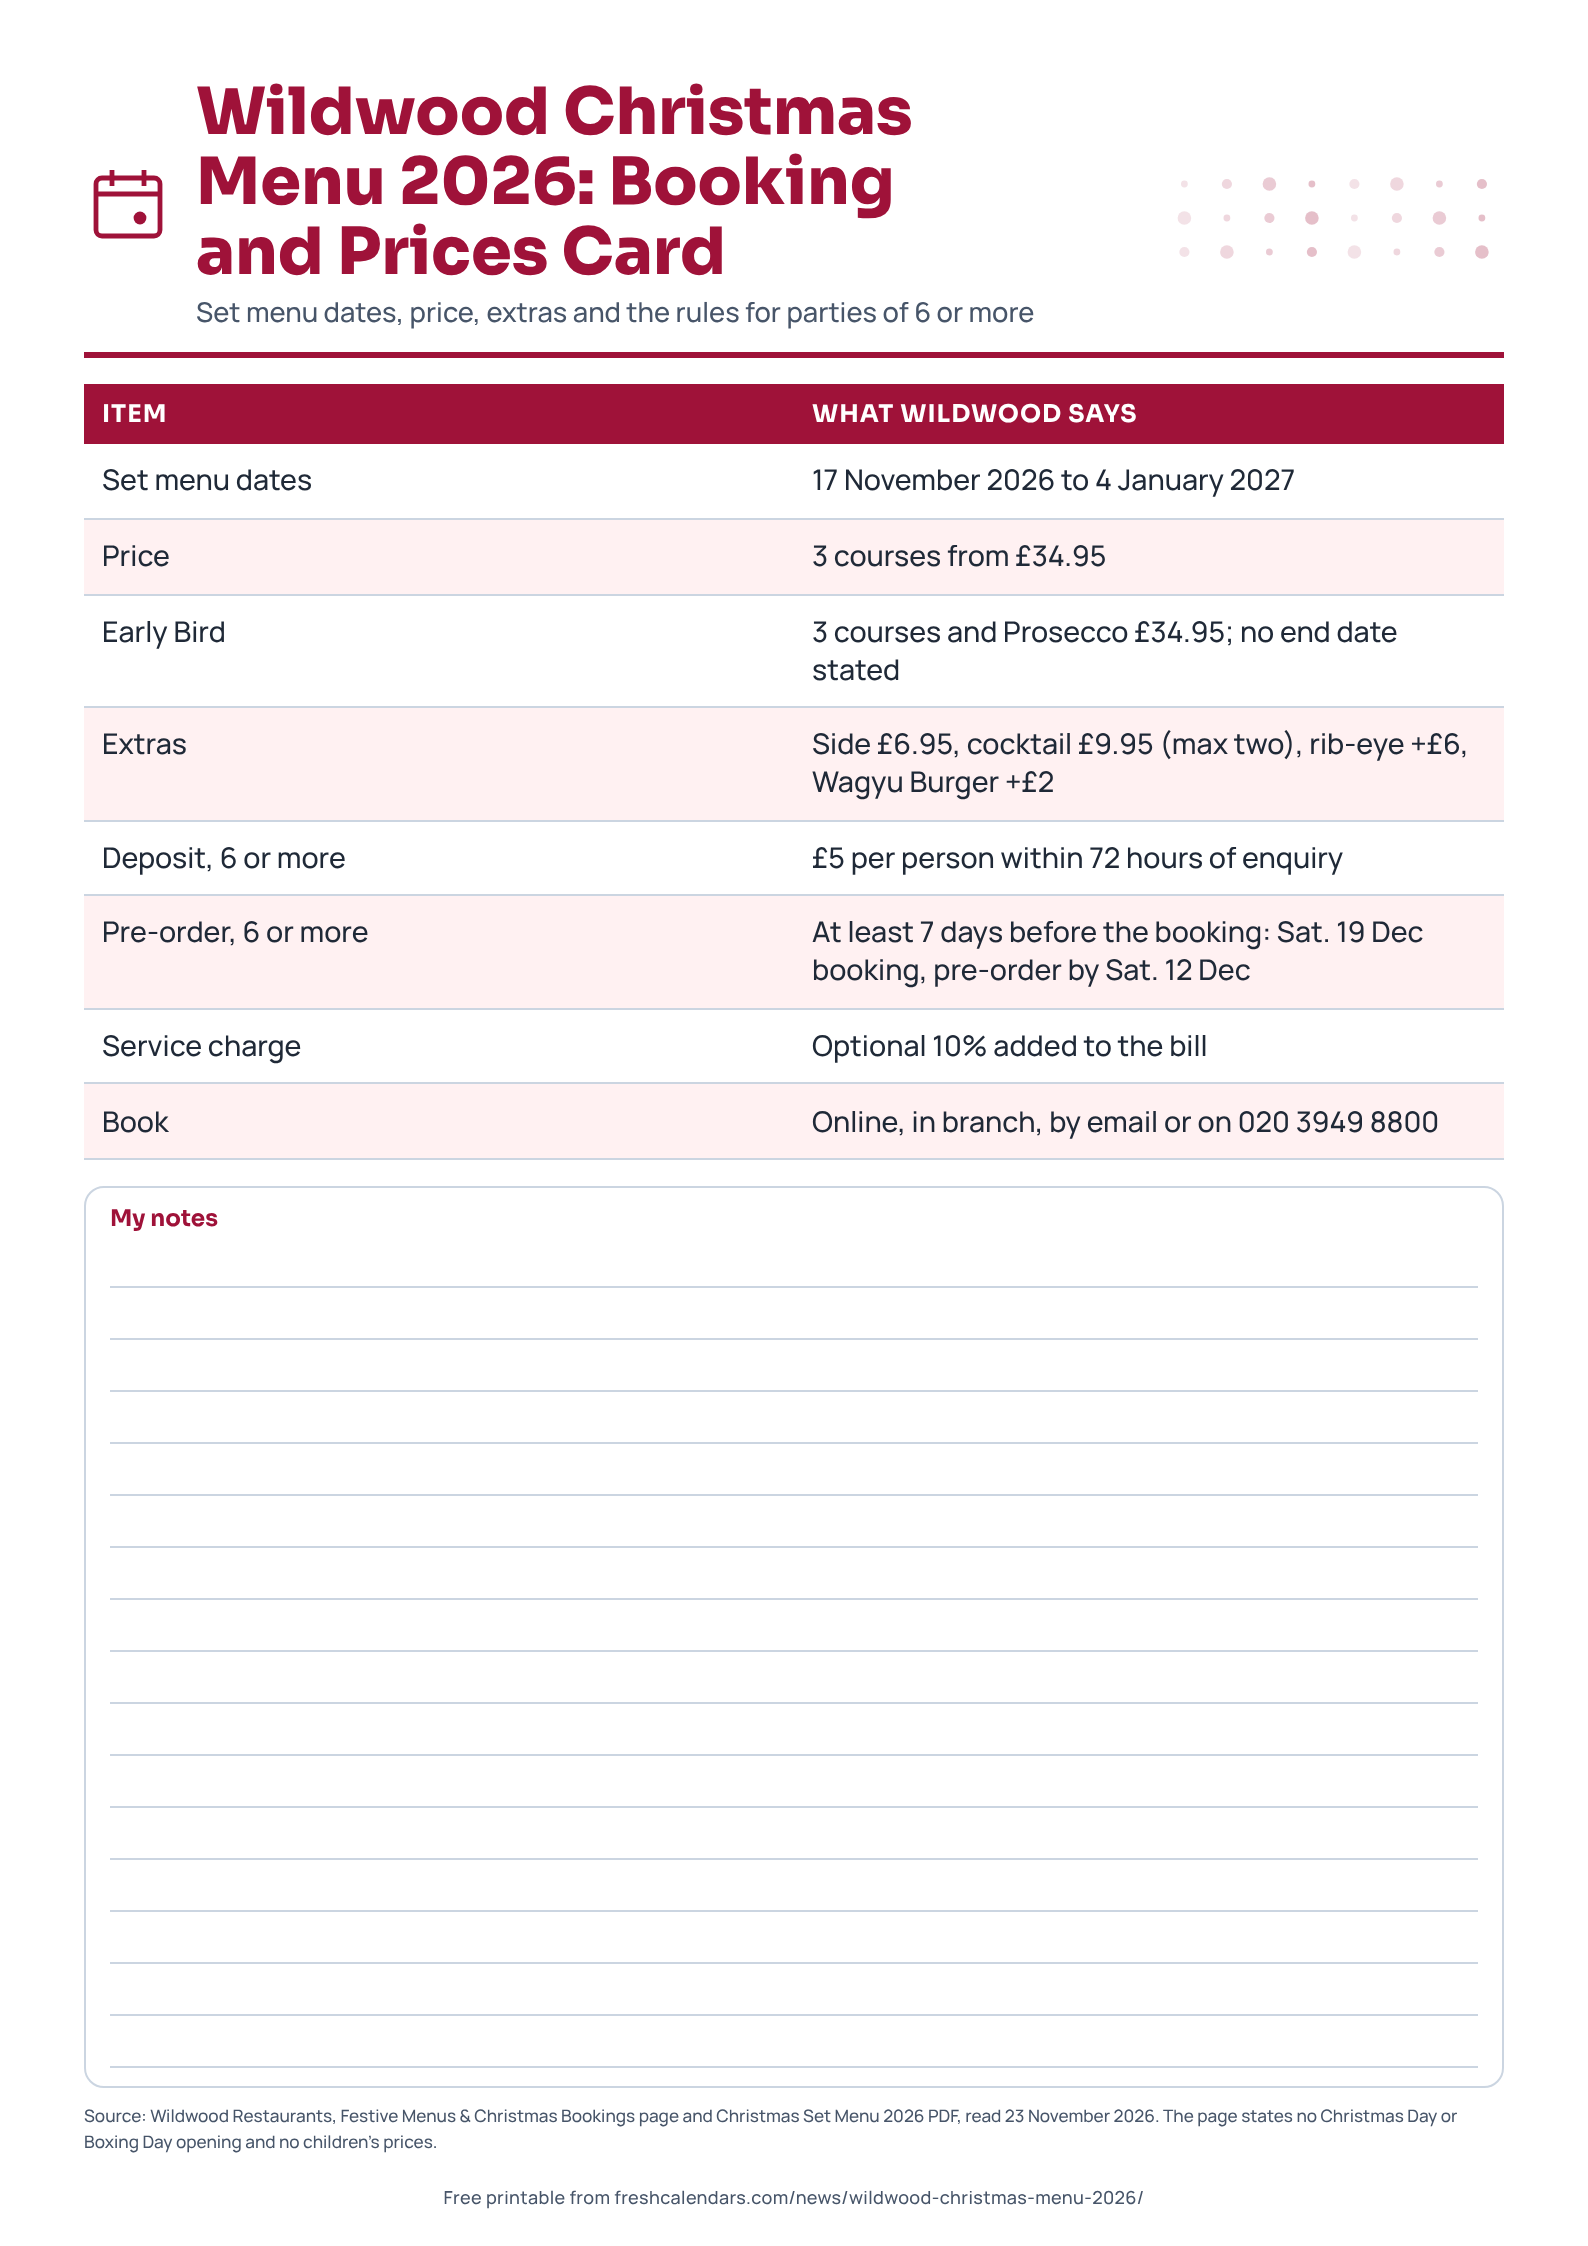 Wildwood Christmas
Menu 2026: Booking
and Prices Card
Set menu dates, price, extras and the rules for parties of 6 or more
ITEM
WHAT WILDWOOD SAYS
Set menu dates
17 November 2026 to 4 January 2027
Price
3 courses from £34.95
Early Bird
3 courses and Prosecco £34.95; no end date
stated
Extras
Side £6.95, cocktail £9.95 (max two), rib-eye +£6,
Wagyu Burger +£2
Deposit, 6 or more
£5 per person within 72 hours of enquiry
Pre-order, 6 or more
At least 7 days before the booking: Sat. 19 Dec
booking, pre-order by Sat. 12 Dec
Service charge
Optional 10% added to the bill
Book
Online, in branch, by email or on 020 3949 8800
My notes
Source: Wildwood Restaurants, Festive Menus & Christmas Bookings page and Christmas Set Menu 2026 PDF, read 23 November 2026. The page states no Christmas Day or
Boxing Day opening and no children's prices.
Free printable from freshcalendars.com/news/wildwood-christmas-menu-2026/